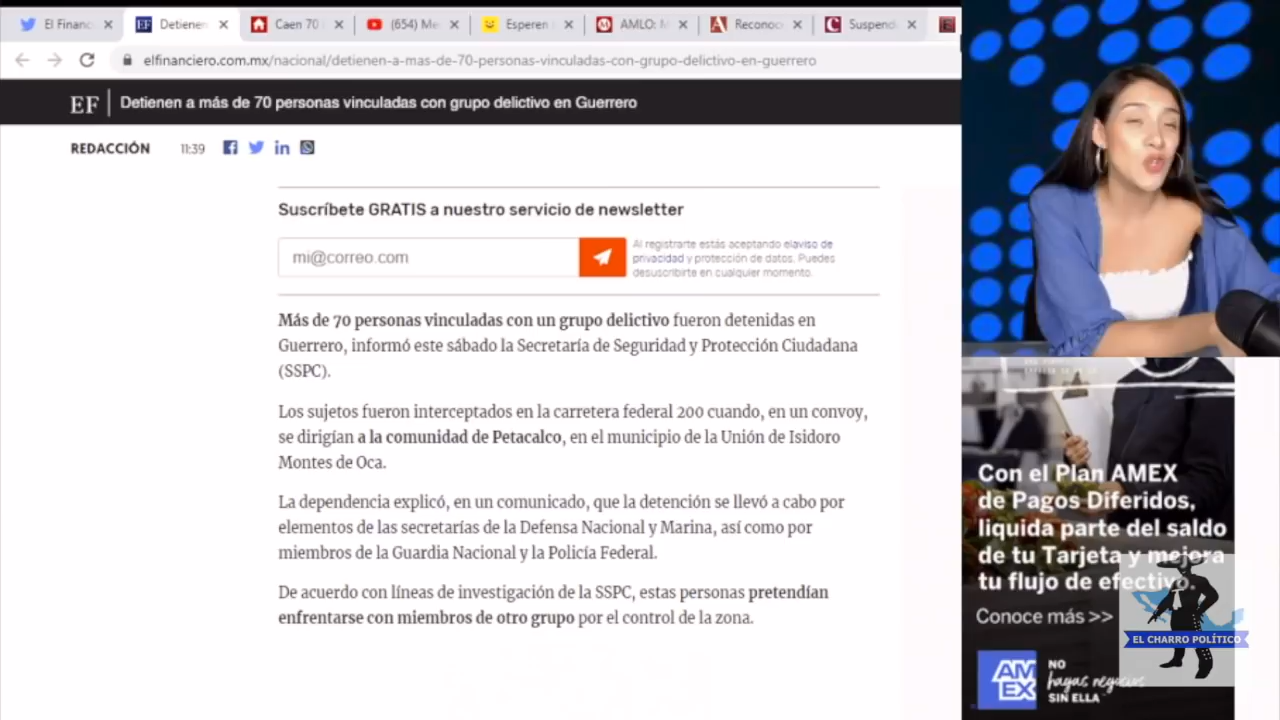 El Financ
Detienen
Caen 70
(654) Me
Esperen
AMLO: M
Reconoc
Suspend
elfinanciero.com.mx/nacional/detienen-a-mas-de-70-personas-vinculadas-con-grupo-delictivo-en-guerrero
EF Detienen a más de 70 personas vinculadas con grupo delictivo en Guerrero
REDACCIÓN 11:39
Suscríbete GRATIS a nuestro servicio de newsletter
mi@correo.com
Al registrarte estás aceptando elaviso de
privacidad y protección de datos. Puedes
desuscribirte en cualquier momento.
Más de 70 personas vinculadas con un grupo delictivo fueron detenidas en
Guerrero, informó este sábado la Secretaría de Seguridad y Protección Ciudadana
(SSPC).
Los sujetos fueron interceptados en la carretera federal 200 cuando, en un convoy,
se dirigían a la comunidad de Petacalco, en el municipio de la Unión de Isidoro
Montes de Oca.
La dependencia explicó, en un comunicado, que la detención se llevó a cabo por
elementos de las secretarías de la Defensa Nacional y Marina, así como por
miembros de la Guardia Nacional y la Policía Federal.
De acuerdo con líneas de investigación de la SSPC, estas personas pretendían
enfrentarse con miembros de otro grupo por el control de la zona.
Con el Plan AMEX
de Pagos Diferidos,
liquida parte del saldo
de tu Tarjeta y mejora
tu flujo de efectivo.
Conoce más >>
EL CHARRO POLÍTICO
AM
EX
NO
hagas negocios
SIN ELLA